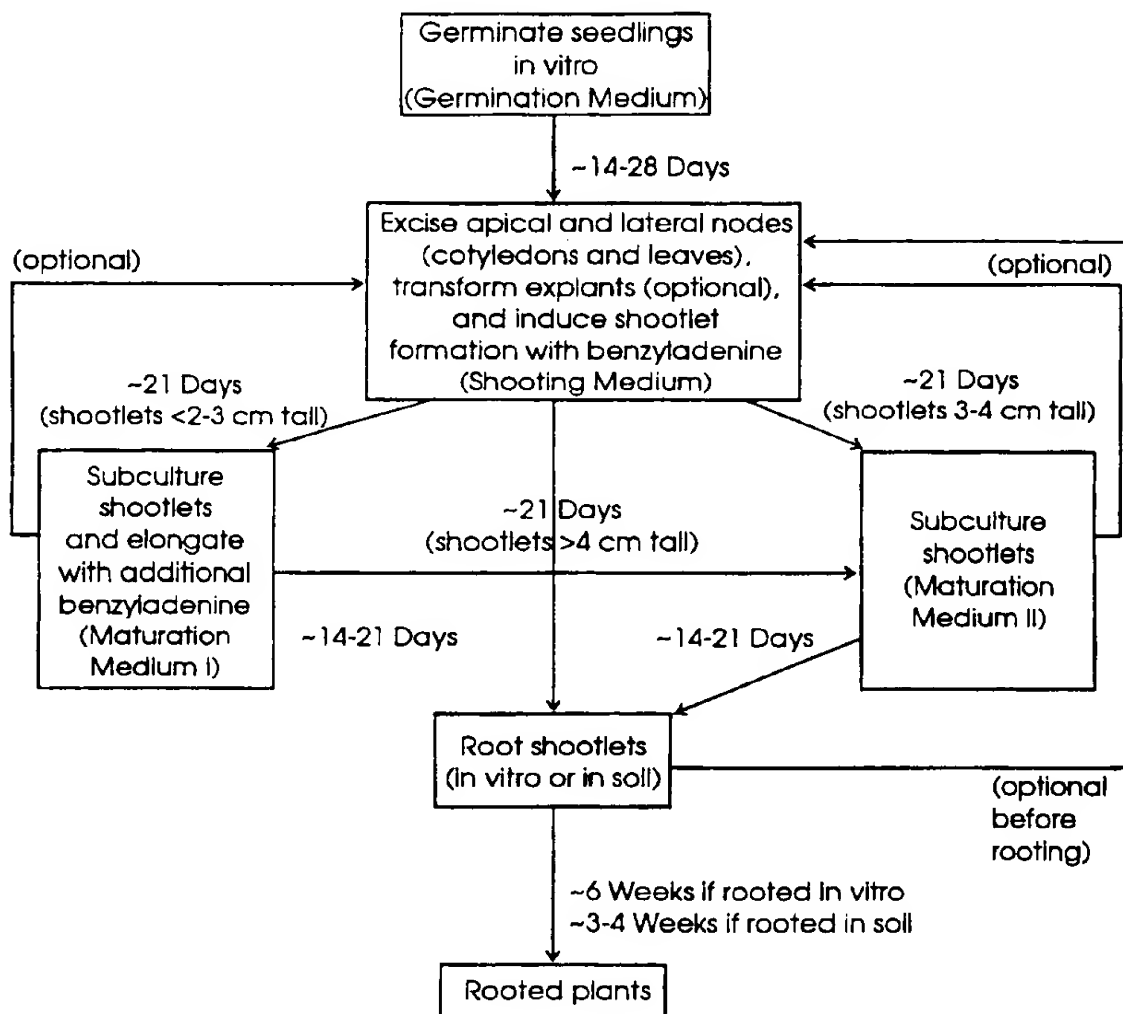 Germinate seedlings
in vitro
(Germination Medium)
~14-28 Days
Excise apical and lateral nodes
(cotyledons and leaves),
transform explants (optional),
and induce shootlet
formation with benzyladenine
(Shooting Medium)
(optional)
(optional)
~21 Days
(shootlets <2-3 cm tall)
~21 Days
(shootlets 3-4 cm tall)
Subculture
shootlets
and elongate
with additional
benzyladenine
(Maturation
Medium I)
~21 Days
(shootlets >4 cm tall)
Subculture
shootlets
(Maturation
Medium II)
~14-21 Days
~14-21 Days
Root shootlets
(in vitro or in soil)
(optional
before
rooting)
~6 Weeks if rooted in vitro
~3-4 Weeks if rooted in soil
Rooted plants